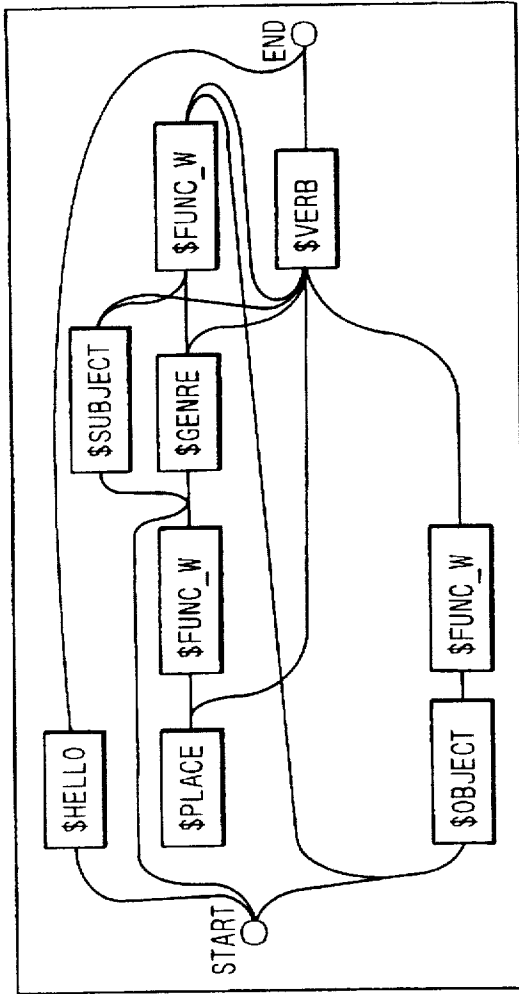 START
$HELLO
$PLACE
$FUNC_W
$SUBJECT
$GENRE
$FUNC_W
$OBJECT
$FUNC_W
$VERB
END